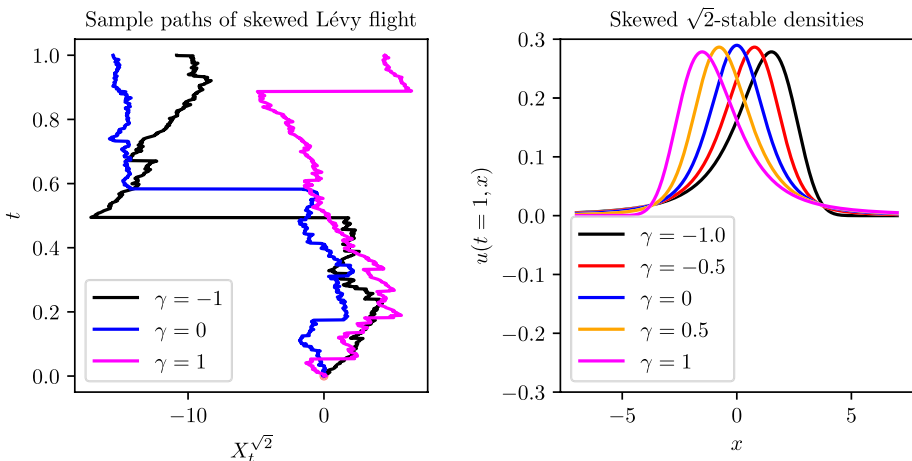 Sample paths of skewed Lévy flight
1.0
0.8
0.6
0.4
0.2
0.0
t
γ = −1
γ = 0
γ = 1
−10
0
X_t^{√2}
Skewed √2-stable densities
0.3
0.2
0.1
0.0
−0.1
−0.2
−0.3
u(t = 1, x)
γ = −1.0
γ = −0.5
γ = 0
γ = 0.5
γ = 1
−5
0
5
x